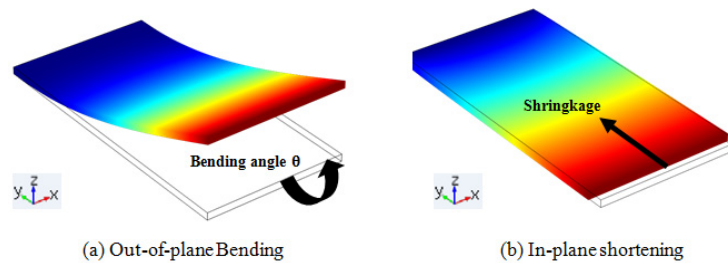 Shringkage
Bending angle θ
z
y
x
z
y
x
(a) Out-of-plane Bending
(b) In-plane shortening